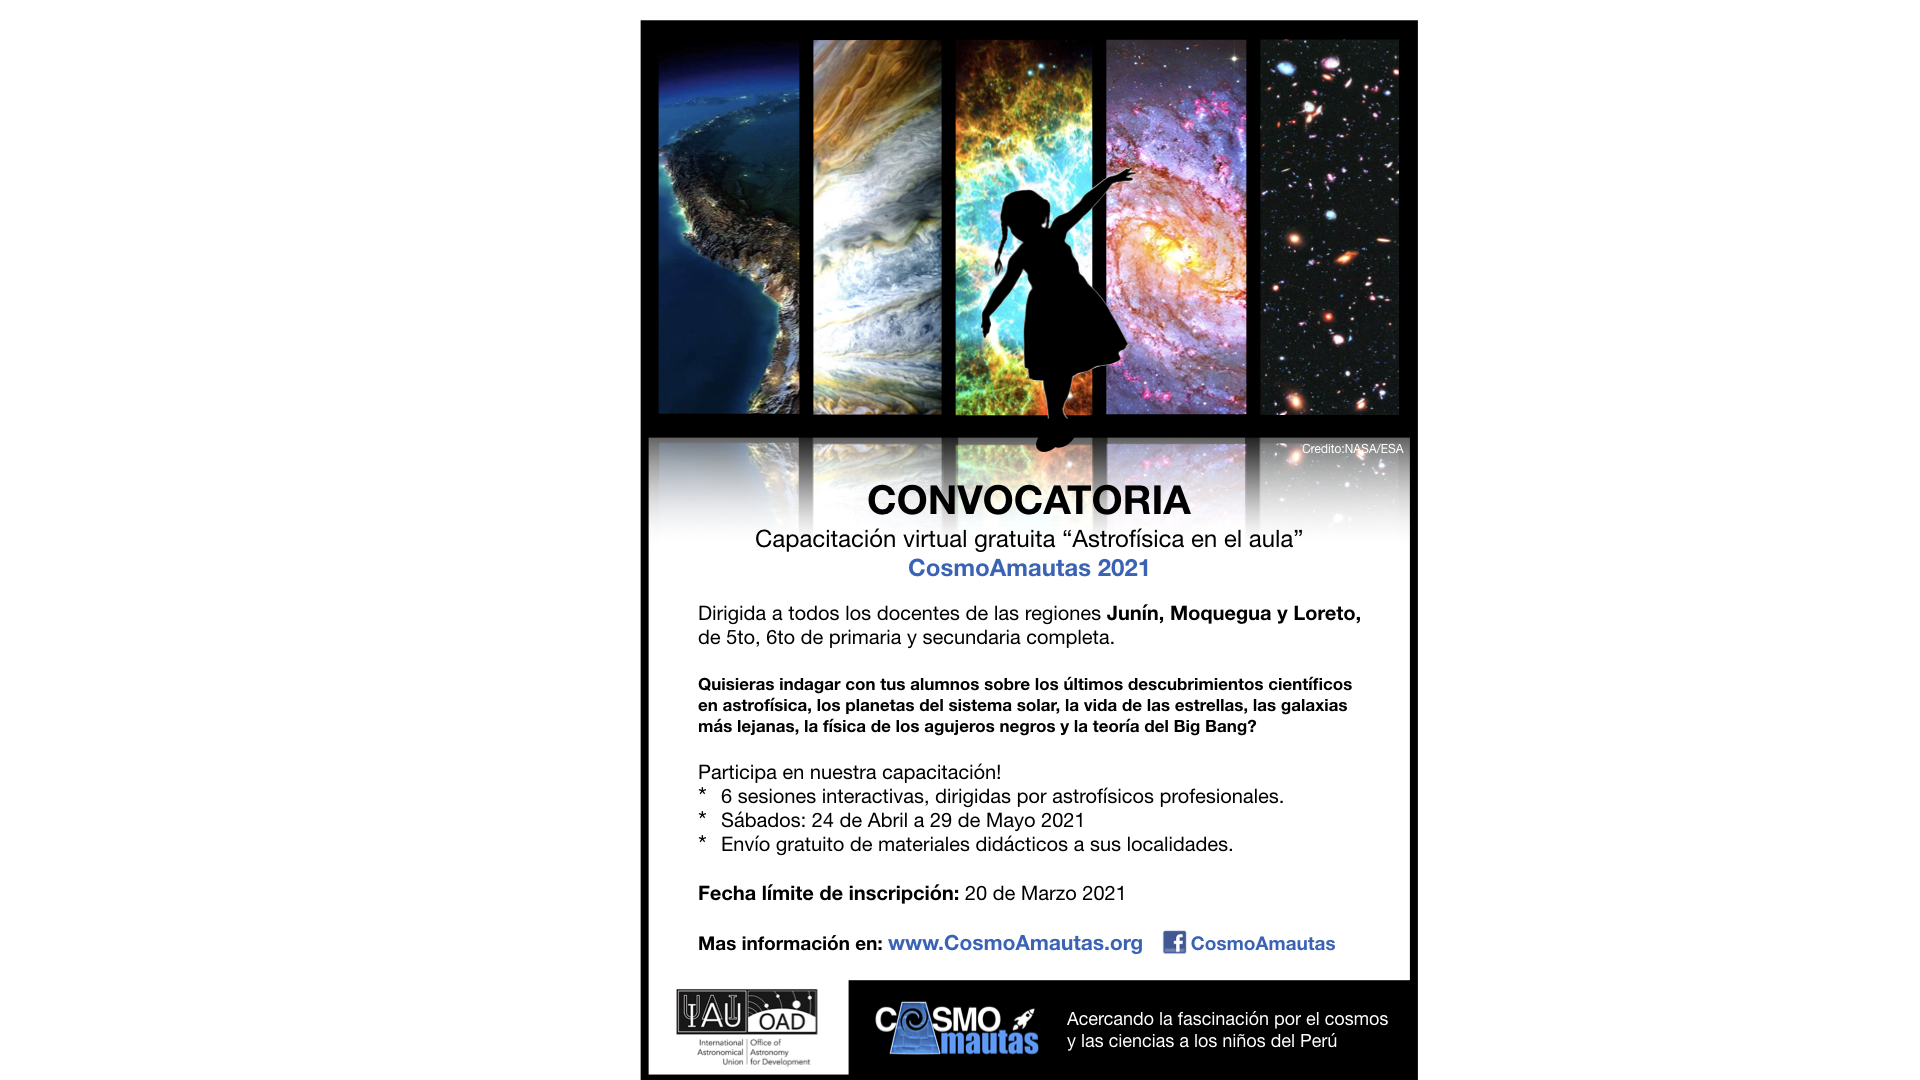 Credito:NASA/ESA
CONVOCATORIA
Capacitación virtual gratuita “Astrofísica en el aula”
CosmoAmautas 2021
Dirigida a todos los docentes de las regiones Junín, Moquegua y Loreto,
de 5to, 6to de primaria y secundaria completa.
Quisieras indagar con tus alumnos sobre los últimos descubrimientos científicos
en astrofísica, los planetas del sistema solar, la vida de las estrellas, las galaxias
más lejanas, la física de los agujeros negros y la teoría del Big Bang?
Participa en nuestra capacitación!
* 6 sesiones interactivas, dirigidas por astrofísicos profesionales.
* Sábados: 24 de Abril a 29 de Mayo 2021
* Envío gratuito de materiales didácticos a sus localidades.
Fecha límite de inscripción: 20 de Marzo 2021
Mas información en: www.CosmoAmautas.org f CosmoAmautas
IAU OAD
International Office of
Astronomical Astronomy
Union for Development
COSMO
Amautas
Acercando la fascinación por el cosmos
y las ciencias a los niños del Perú